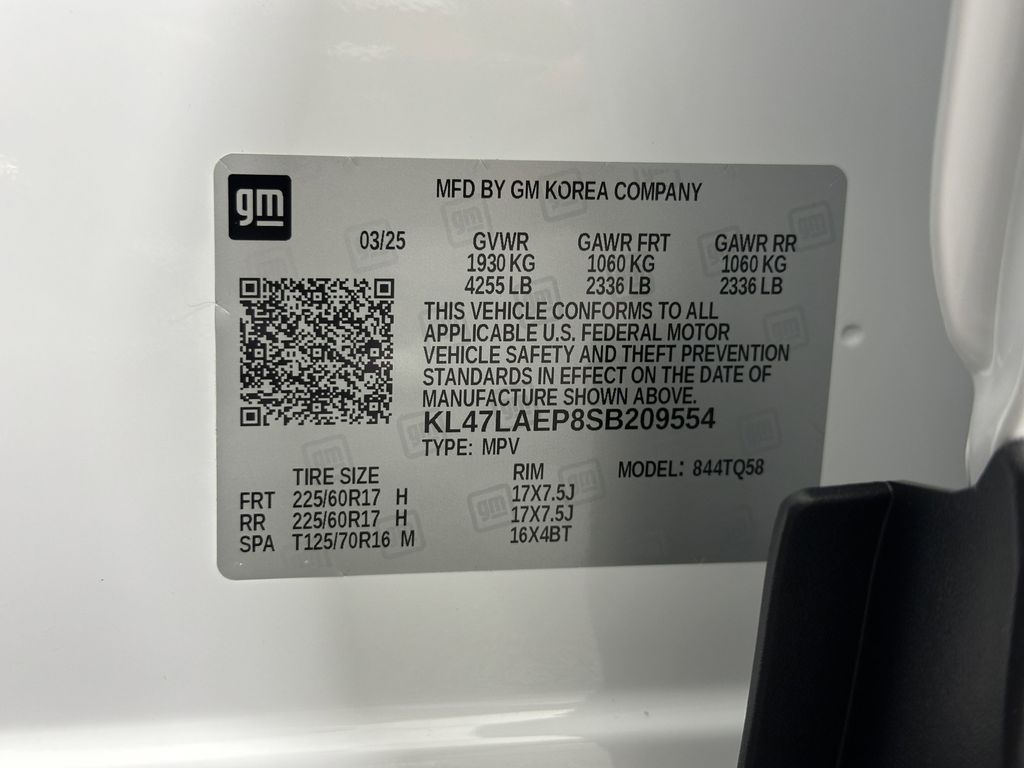 gm
MFD BY GM KOREA COMPANY
03/25 GVWR GAWR FRT GAWR RR
1930 KG 1060 KG 1060 KG
4255 LB 2336 LB 2336 LB
THIS VEHICLE CONFORMS TO ALL
APPLICABLE U.S. FEDERAL MOTOR
VEHICLE SAFETY AND THEFT PREVENTION
STANDARDS IN EFFECT ON THE DATE OF
MANUFACTURE SHOWN ABOVE.
KL47LAEP8SB209554
TYPE: MPV
TIRE SIZE RIM MODEL: 844TQ58
FRT 225/60R17 H 17X7.5J
RR 225/60R17 H 17X7.5J
SPA T125/70R16 M 16X4BT